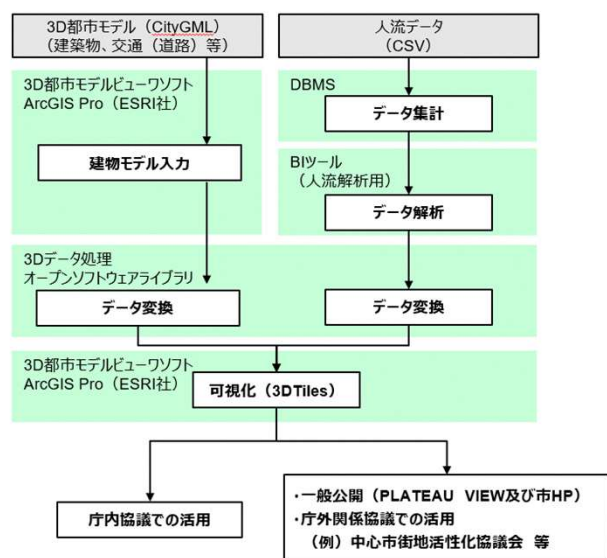 3D都市モデル（CityGML）
（建築物、交通（道路）等）
人流データ
（CSV）
3D都市モデルビューワソフト
ArcGIS Pro（ESRI社）
DBMS
データ集計
建物モデル入力
BIツール
（人流解析用）
データ解析
3Dデータ処理
オープンソフトウェアライブラリ
データ変換
データ変換
3D都市モデルビューワソフト
ArcGIS Pro（ESRI社）
可視化（3DTiles）
庁内協議での活用
・一般公開（PLATEAU VIEW及び市HP）
・庁外関係協議での活用
（例）中心市街地活性化協議会 等